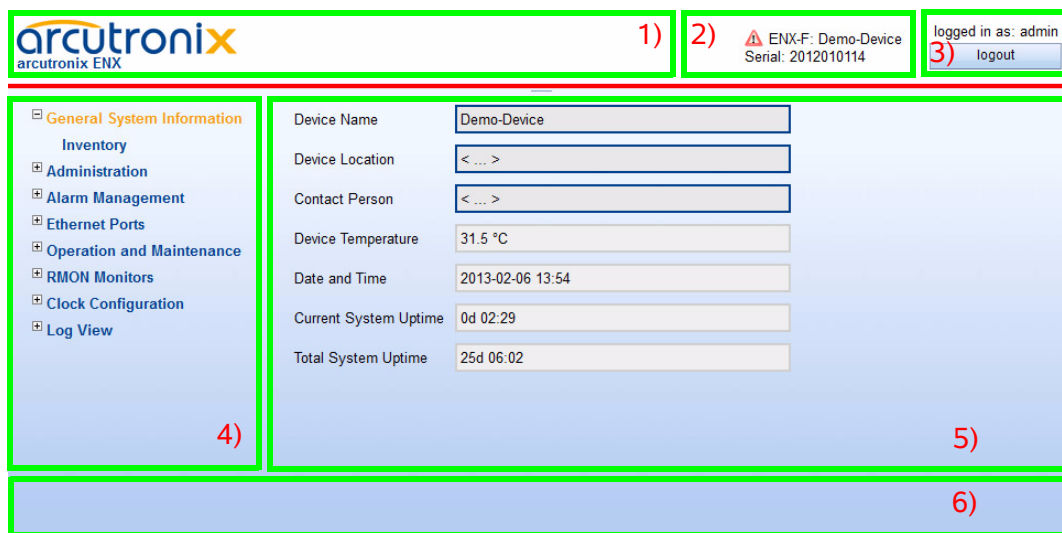 arcutronix
arcutronix ENX
1)
2)
ENX-F: Demo-Device
Serial: 2012010114
logged in as: admin
3)
logout
General System Information
Inventory
Administration
Alarm Management
Ethernet Ports
Operation and Maintenance
RMON Monitors
Clock Configuration
Log View
4)
Device Name Demo-Device
Device Location < ... >
Contact Person < ... >
Device Temperature 31.5 °C
Date and Time 2013-02-06 13:54
Current System Uptime 0d 02:29
Total System Uptime 25d 06:02
5)
6)